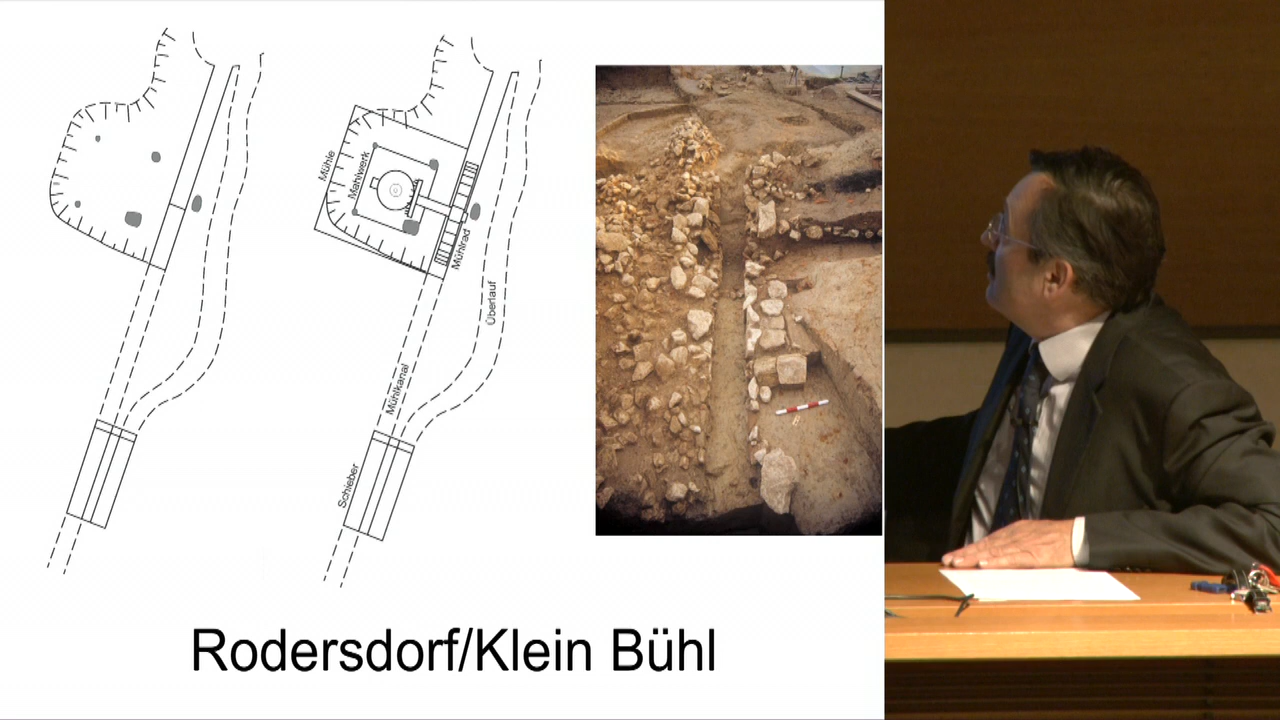 Mühle
Mahlwerk
Mühlrad
Überlauf
Mühlkanal
Schieber
Rodersdorf/Klein Bühl